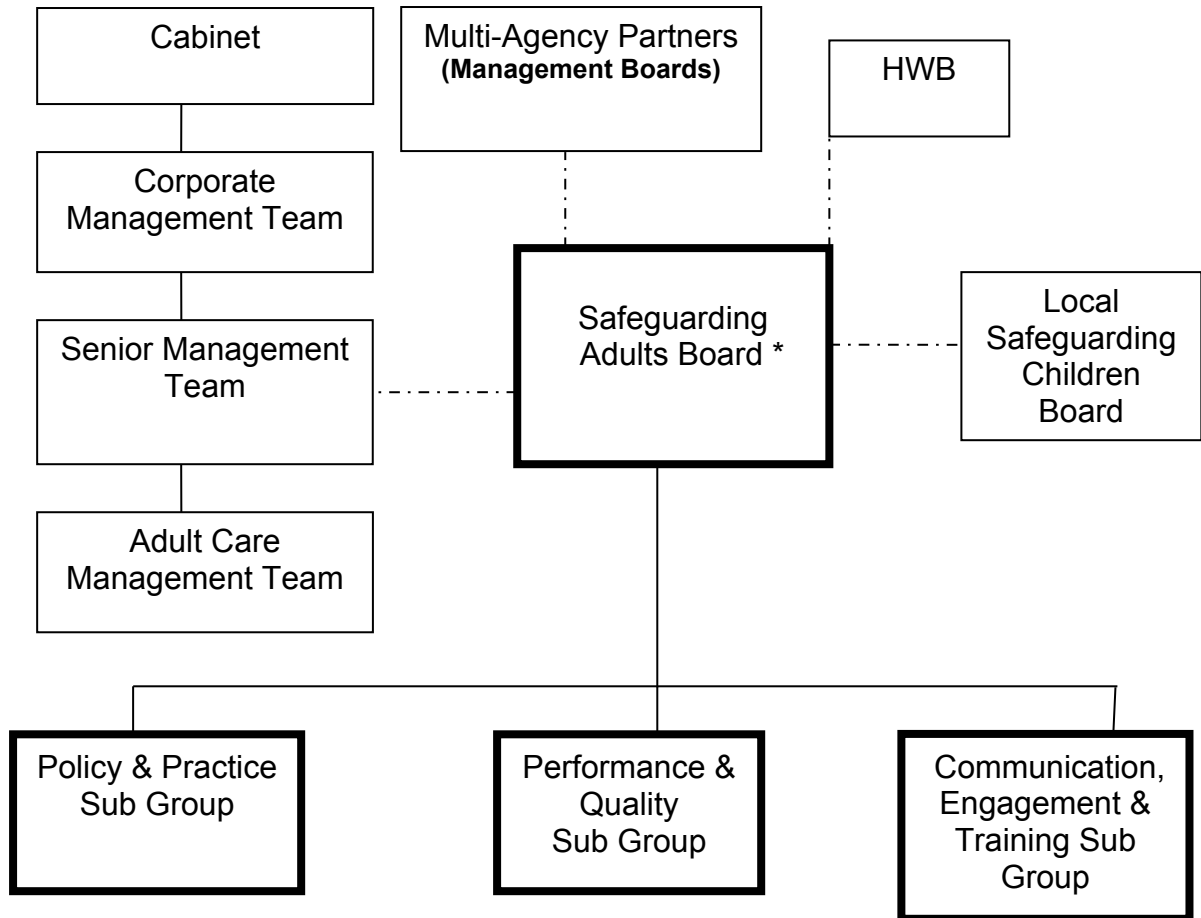 Cabinet
Multi-Agency Partners
(Management Boards)
HWB
Corporate
Management Team
Safeguarding
Adults Board *
Local
Safeguarding
Children
Board
Senior Management
Team
Adult Care
Management Team
Policy & Practice
Sub Group
Performance &
Quality
Sub Group
Communication,
Engagement &
Training Sub
Group